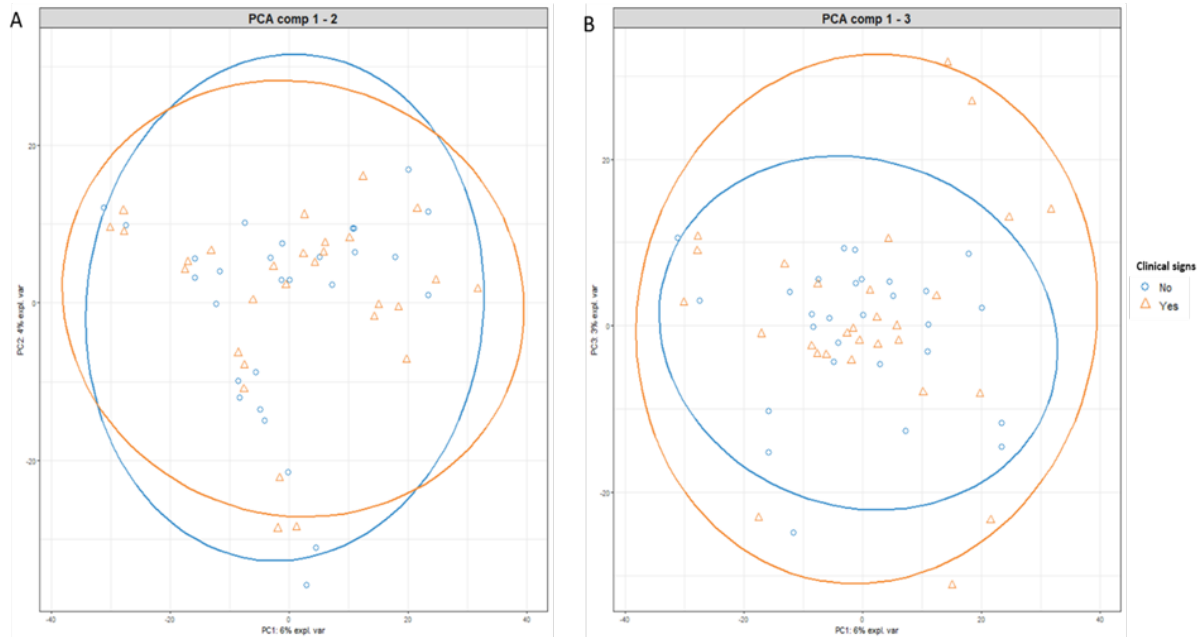 A
PCA comp 1 - 2
20
0
-20
PC2: 4% expl. var
-40
-20
0
20
40
PC1: 6% expl. var
B
PCA comp 1 - 3
20
0
-20
PC3: 3% expl. var
-40
-20
0
20
40
PC1: 6% expl. var
Clinical signs
No
Yes